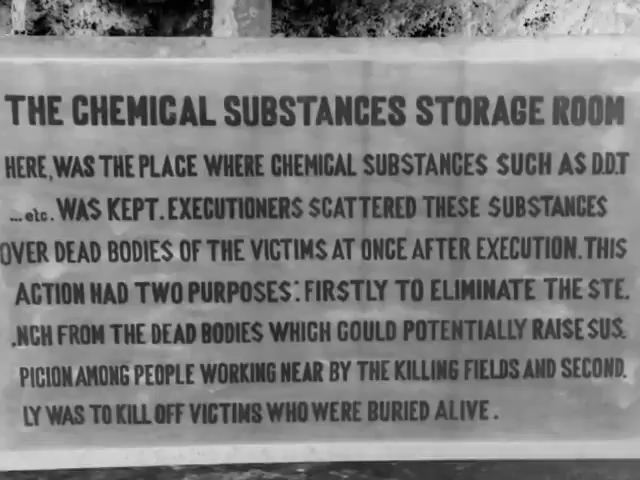 THE CHEMICAL SUBSTANCES STORAGE ROOM
HERE, WAS THE PLACE WHERE CHEMICAL SUBSTANCES SUCH AS D.D.T
...etc. WAS KEPT. EXECUTIONERS SCATTERED THESE SUBSTANCES
OVER DEAD BODIES OF THE VICTIMS AT ONCE AFTER EXECUTION. THIS
ACTION HAD TWO PURPOSES: FIRSTLY TO ELIMINATE THE STE.
.NCH FROM THE DEAD BODIES WHICH COULD POTENTIALLY RAISE SUS.
PICION AMONG PEOPLE WORKING NEAR BY THE KILLING FIELDS AND SECOND.
LY WAS TO KILL OFF VICTIMS WHO WERE BURIED ALIVE.